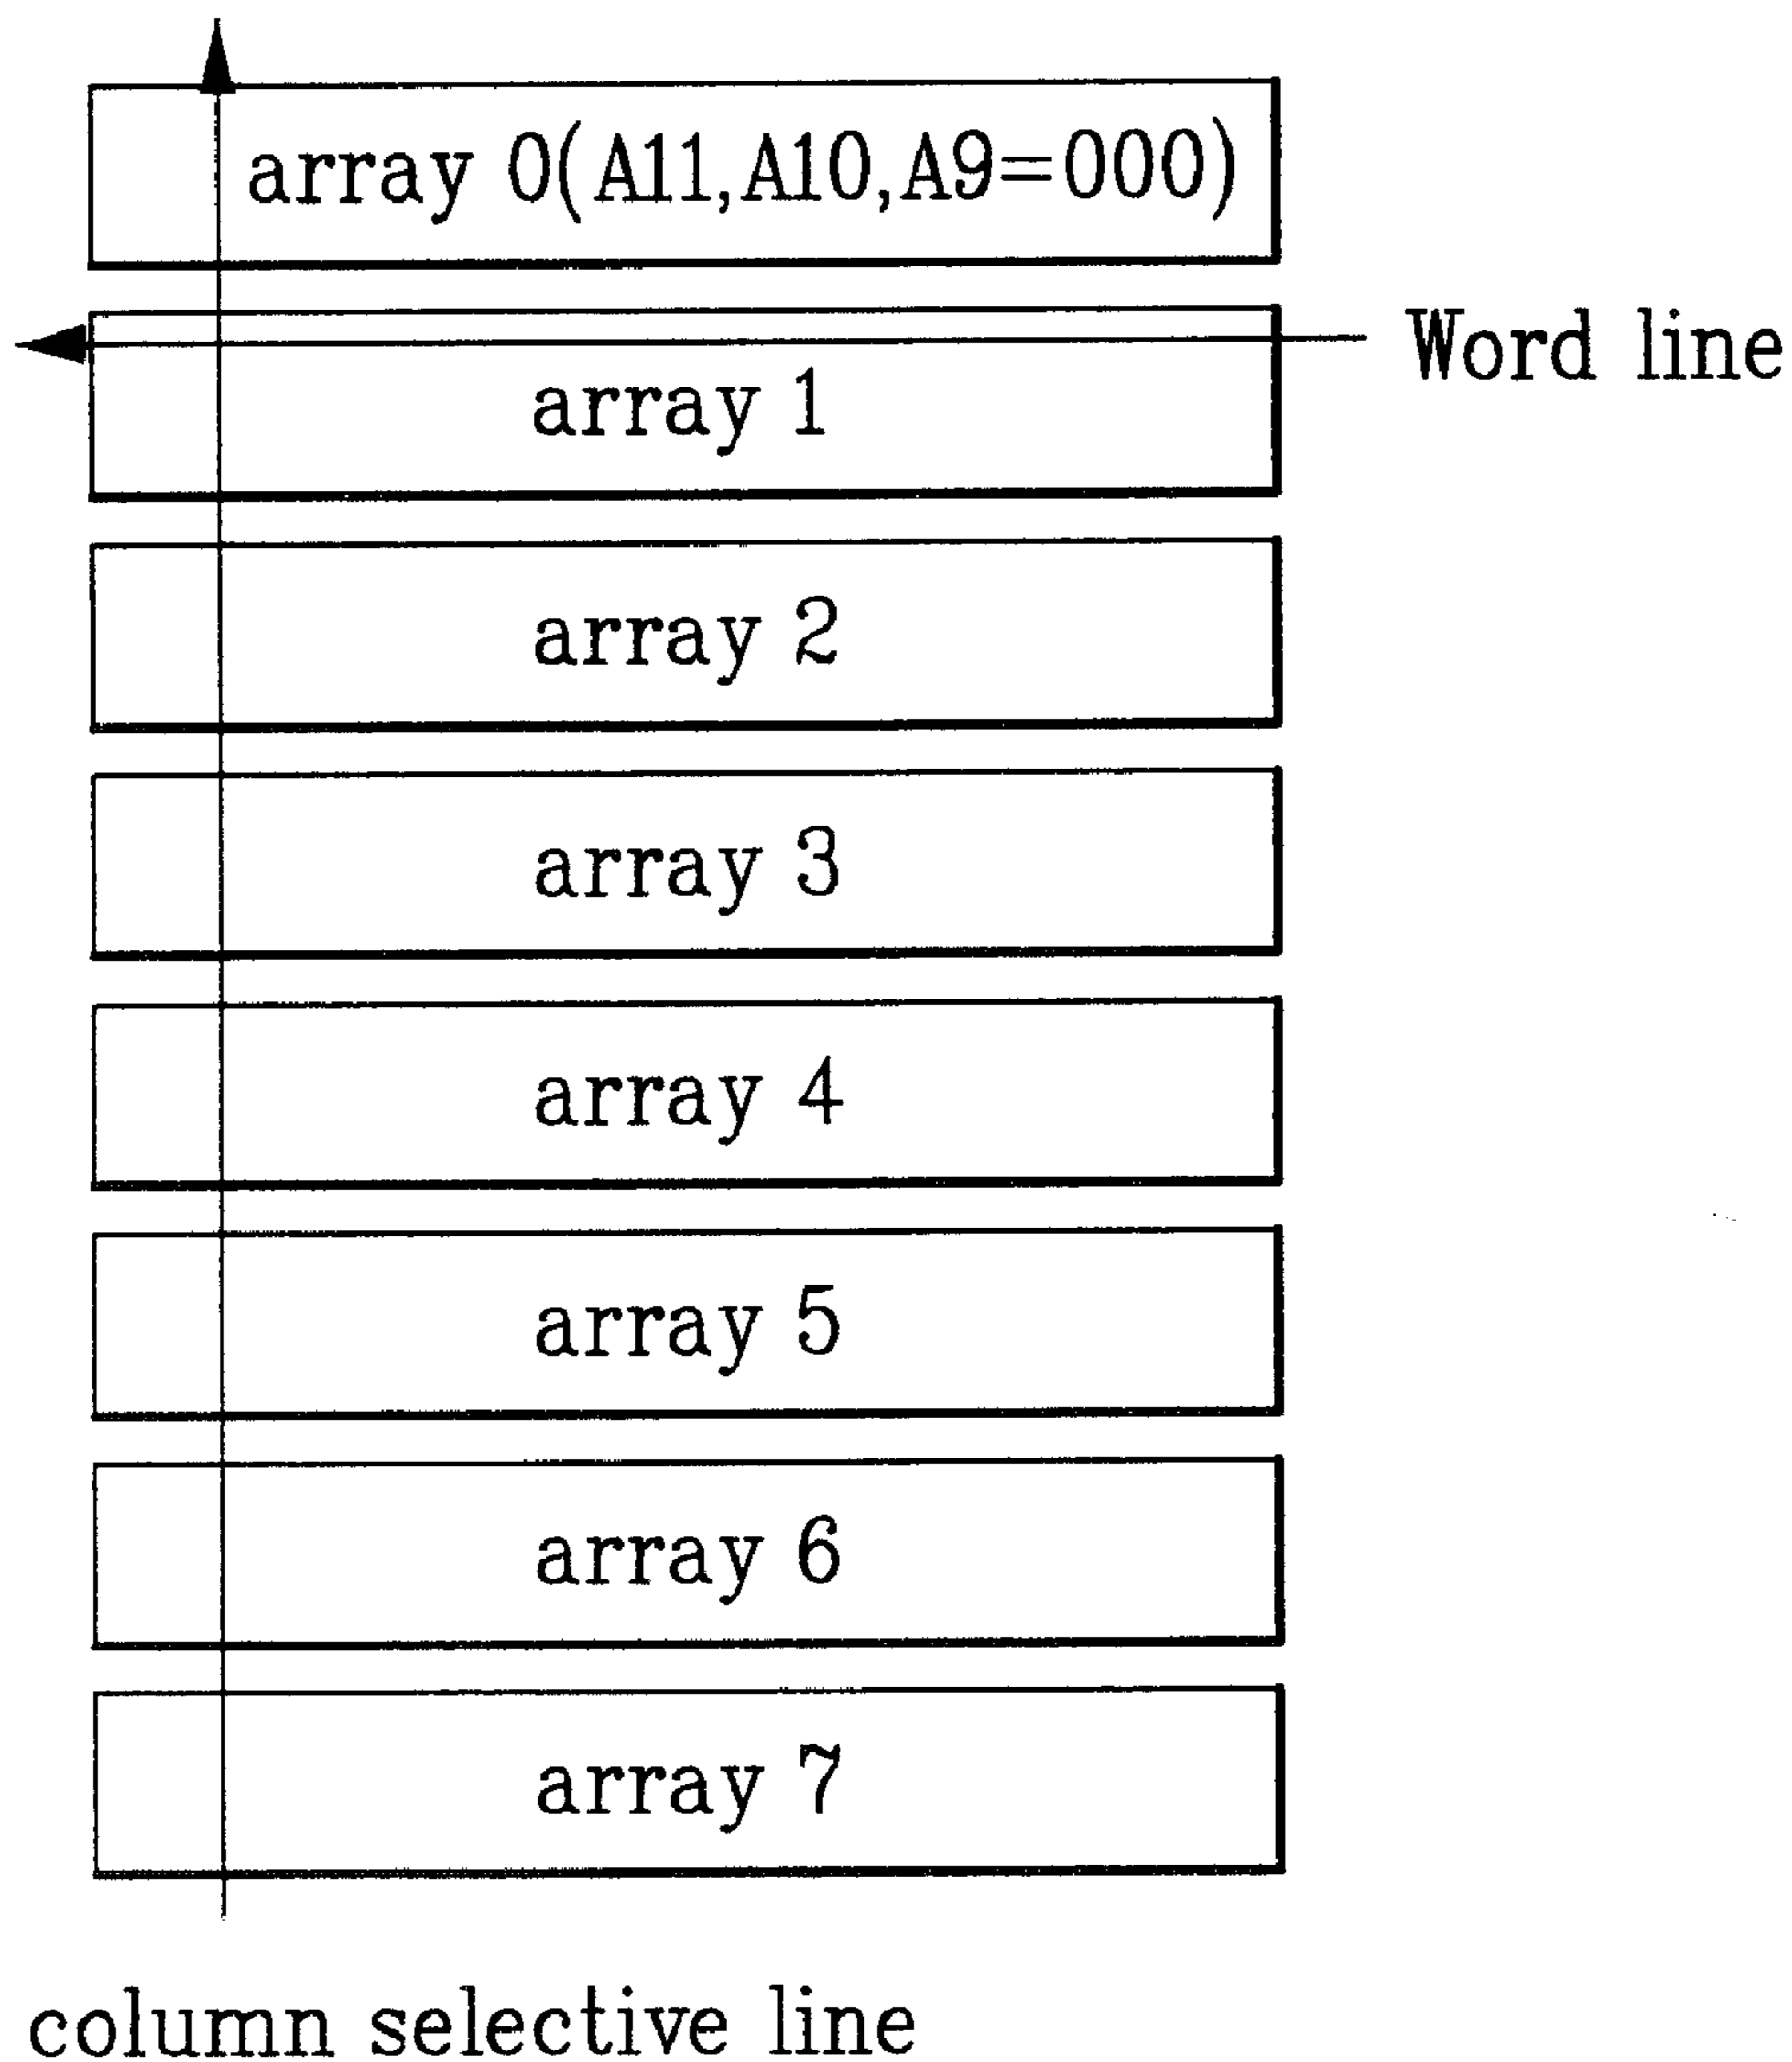 array 0(A11,A10,A9=000)
Word line
array 1
array 2
array 3
array 4
array 5
array 6
array 7
column selective line